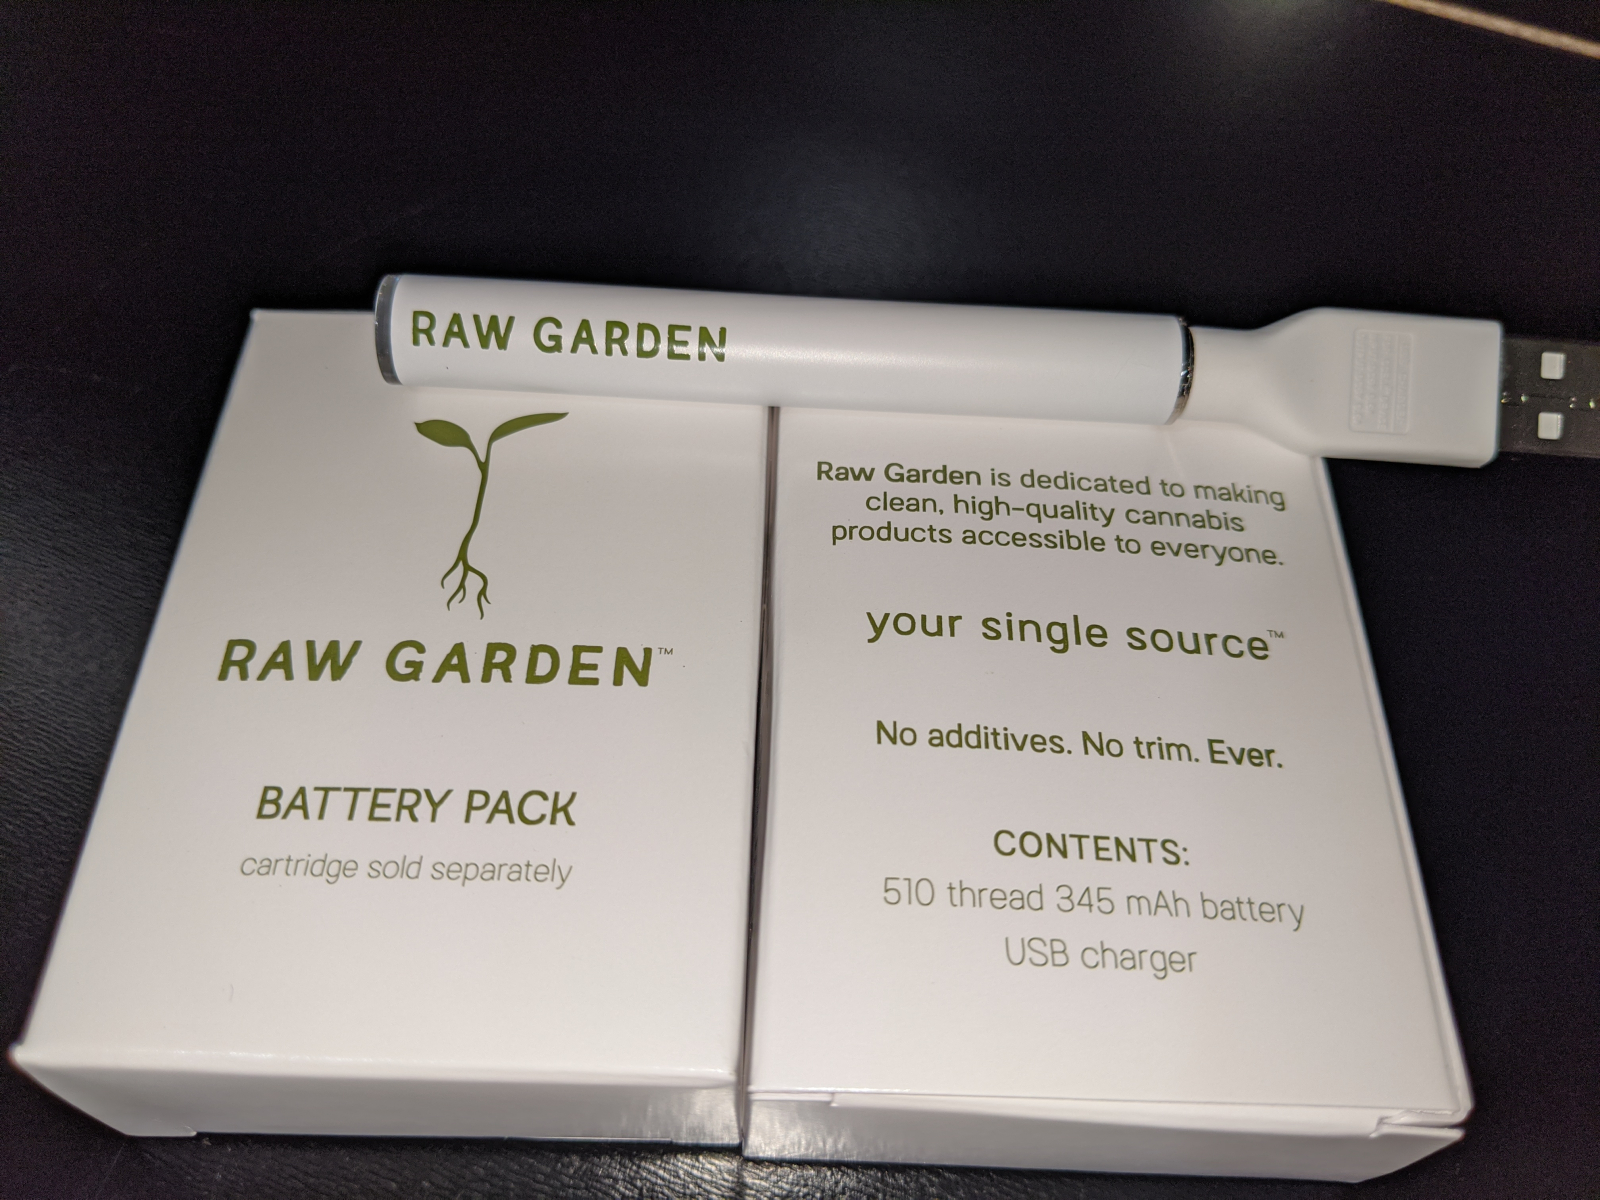 RAW GARDEN
RAW GARDEN™
BATTERY PACK
cartridge sold separately
Raw Garden is dedicated to making
clean, high-quality cannabis
products accessible to everyone.
your single source™
No additives. No trim. Ever.
CONTENTS:
510 thread 345 mAh battery
USB charger